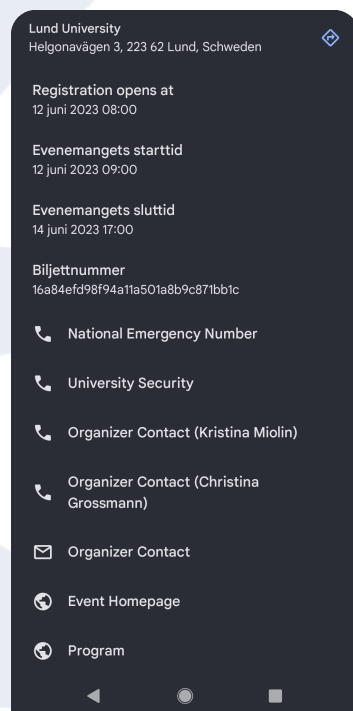 Lund University
Helgonavägen 3, 223 62 Lund, Schweden
Registration opens at
12 juni 2023 08:00
Evenemangets starttid
12 juni 2023 09:00
Evenemangets sluttid
14 juni 2023 17:00
Biljettnummer
16a84efd98f94a11a501a8b9c871bb1c
National Emergency Number
University Security
Organizer Contact (Kristina Miolin)
Organizer Contact (Christina
Grossmann)
Organizer Contact
Event Homepage
Program